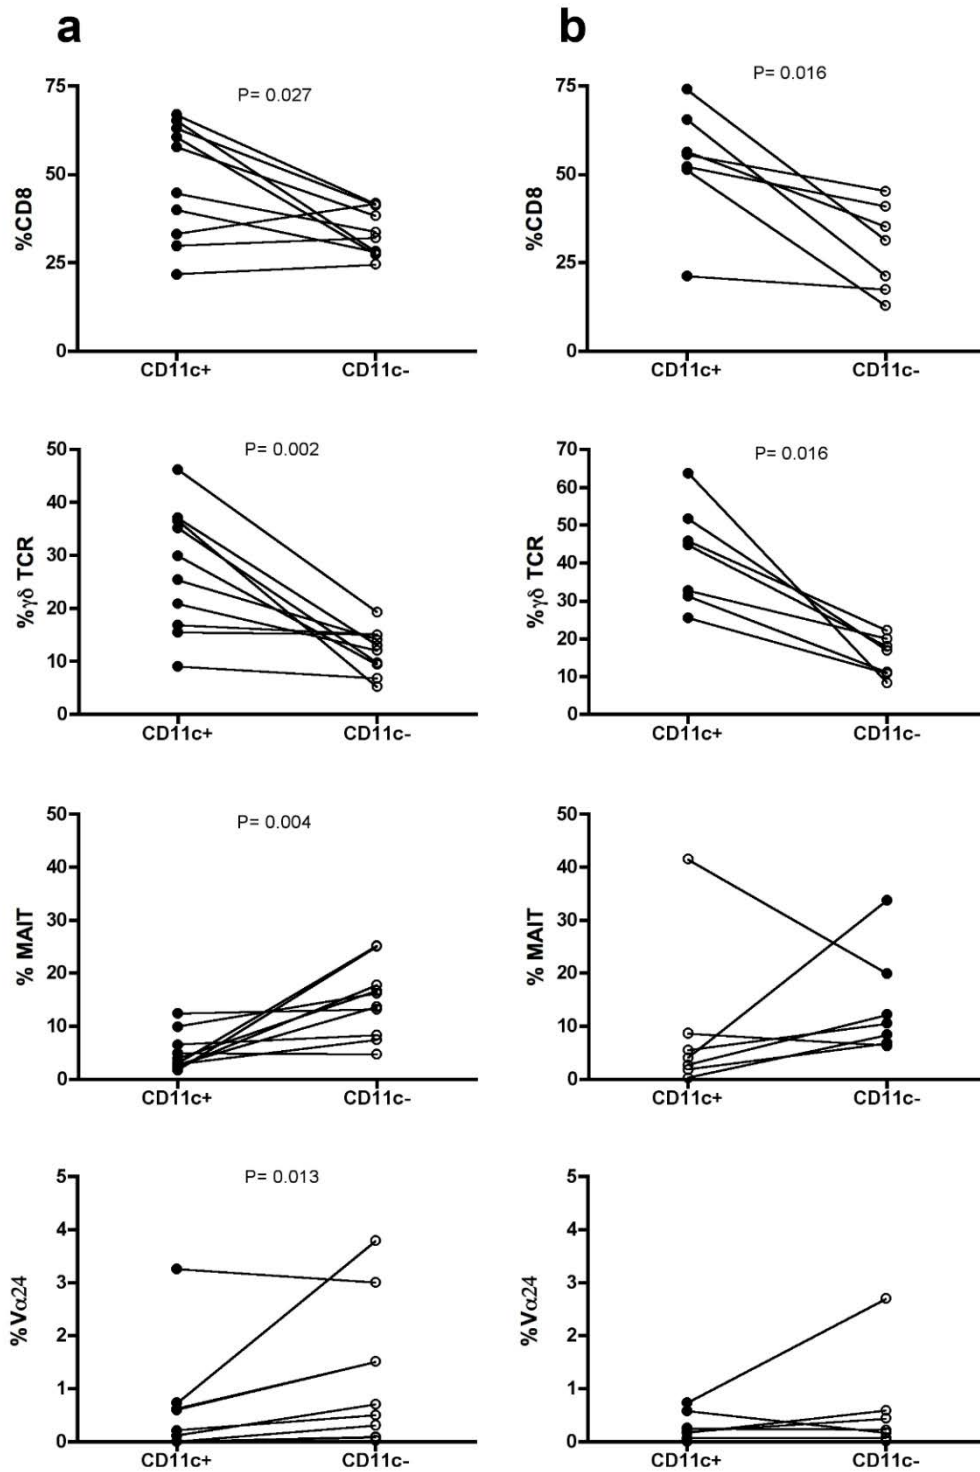 a
b
75
50
25
0
%CD8
P= 0.027
CD11c+
CD11c-
75
50
25
0
%CD8
P= 0.016
CD11c+
CD11c-
50
40
30
20
10
0
%γδ TCR
P= 0.002
CD11c+
CD11c-
70
60
50
40
30
20
10
0
%γδ TCR
P= 0.016
CD11c+
CD11c-
50
40
30
20
10
0
% MAIT
P= 0.004
CD11c+
CD11c-
50
40
30
20
10
0
% MAIT
CD11c+
CD11c-
5
4
3
2
1
0
%Vα24
P= 0.013
CD11c+
CD11c-
5
4
3
2
1
0
%Vα24
CD11c+
CD11c-